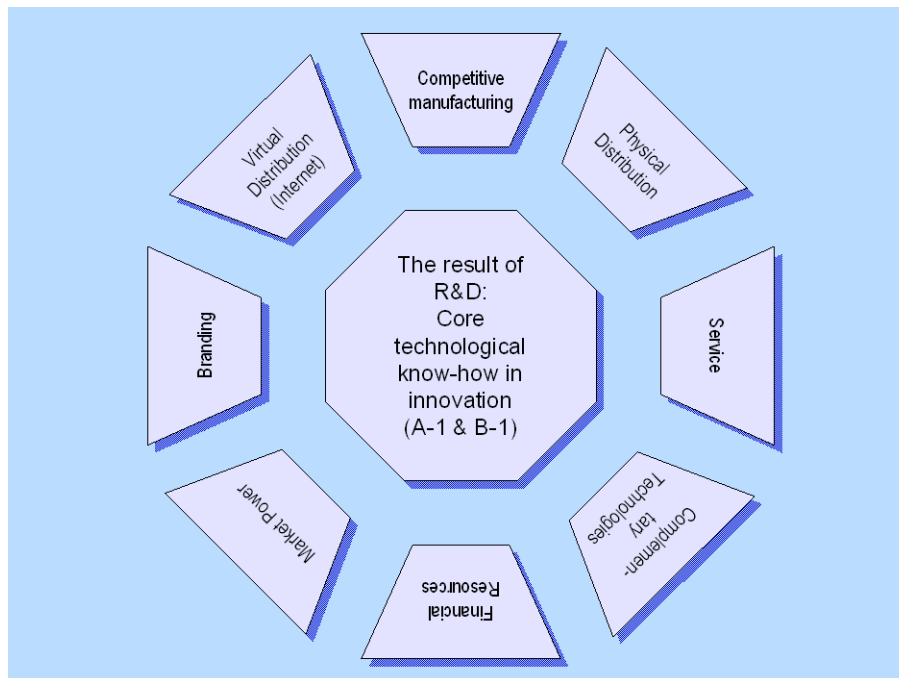 Competitive
manufacturing
Physical
Distribution
Service
Complemen-
tary
Technologies
Financial
Resources
Market Power
Branding
Virtual
Distribution
(Internet)
The result of
R&D:
Core
technological
know-how in
innovation
(A-1 & B-1)